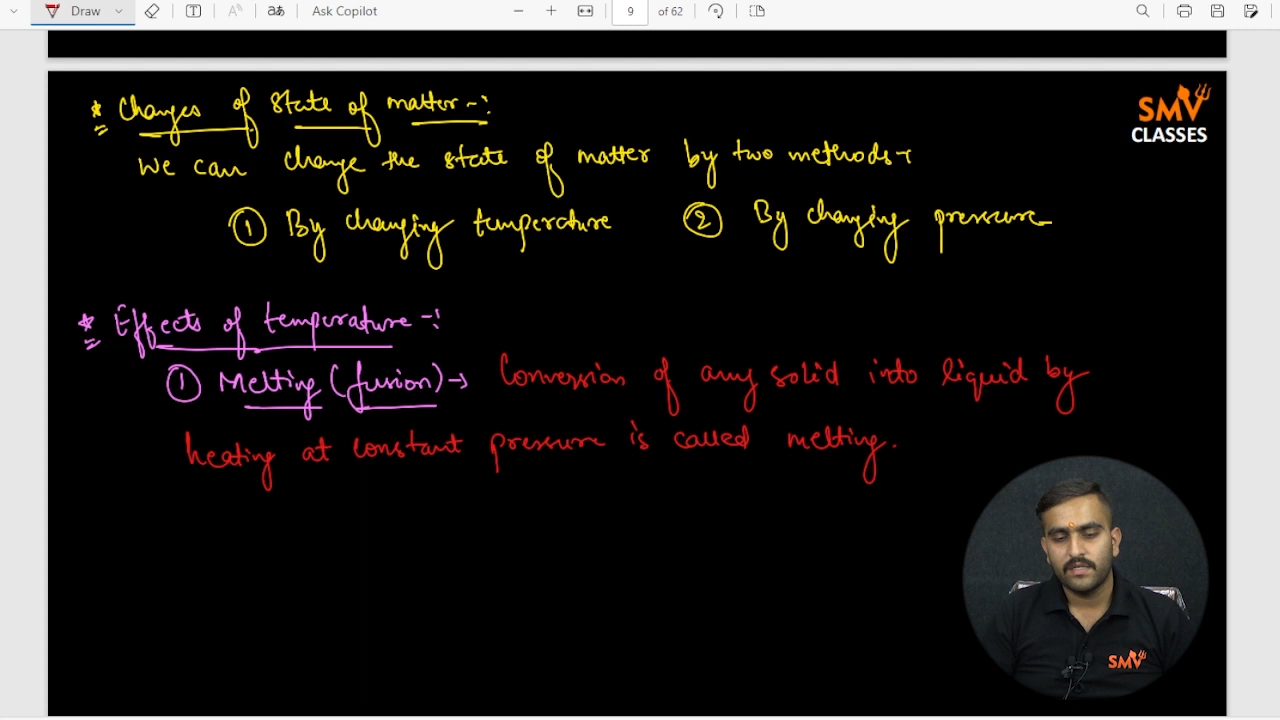 Draw
Ask Copilot
9 of 62
SMV
CLASSES
* Changes of state of matter -:
we can change the state of matter by two methods -
① By changing temperature ② By changing pressure
* Effects of temperature -:
① Melting (fusion) → Conversion of any solid into liquid by
heating at constant pressure is called melting.
SMV